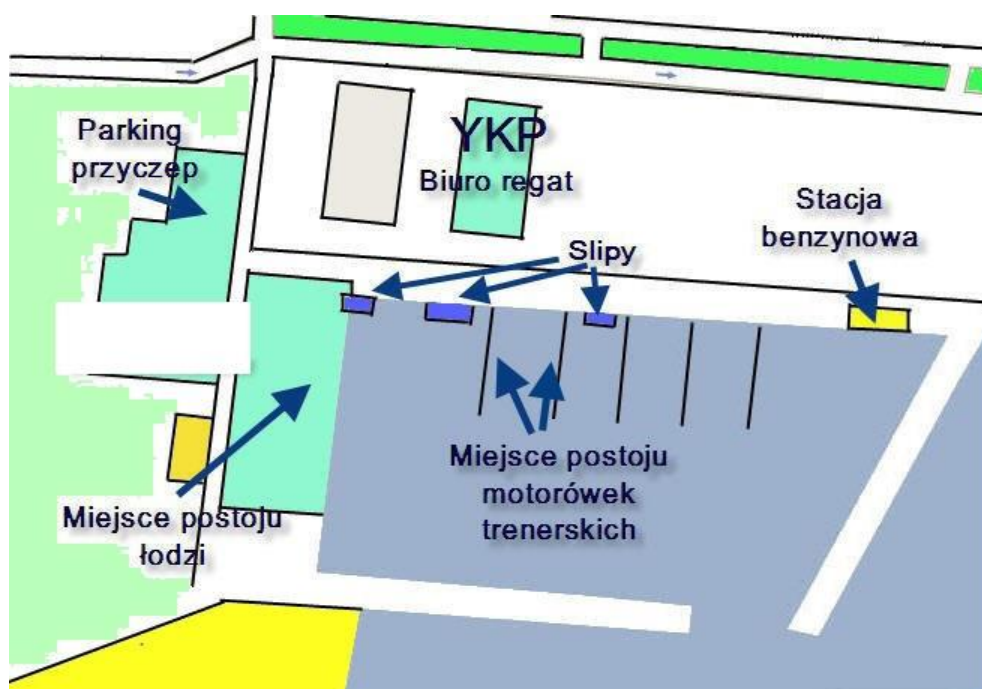 Parking
przyczep
YKP
Biuro regat
Slipy
Stacja
benzynowa
Miejsce postoju
motorówek
trenerskich
Miejsce postoju
łodzi